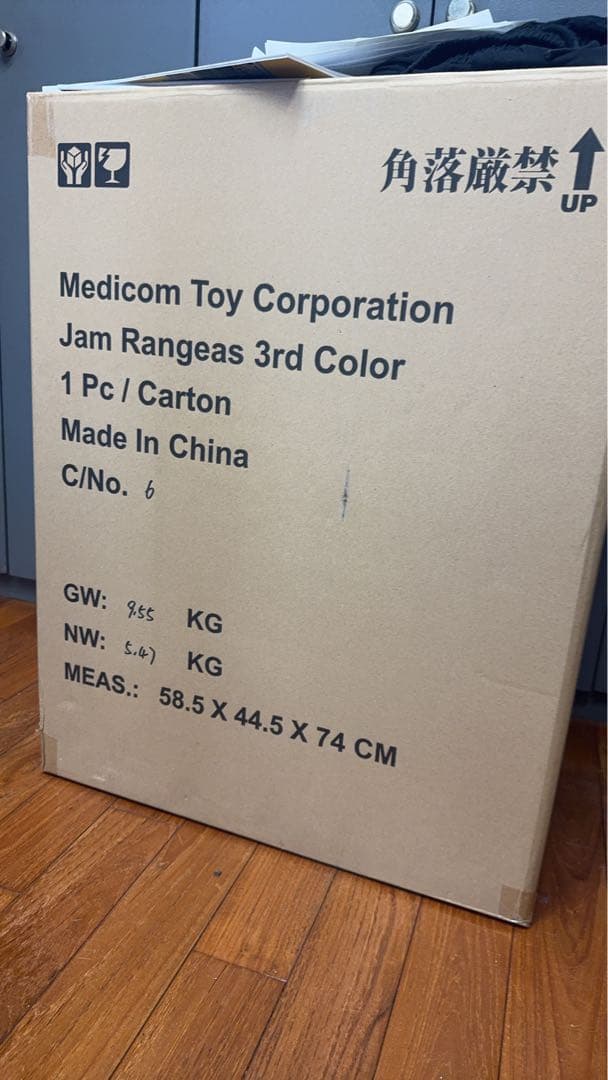 角落厳禁
UP
Medicom Toy Corporation
Jam Rangeas 3rd Color
1 Pc / Carton
Made In China
C/No. 6
GW: 9.55 KG
NW: 5.47 KG
MEAS.: 58.5 X 44.5 X 74 CM